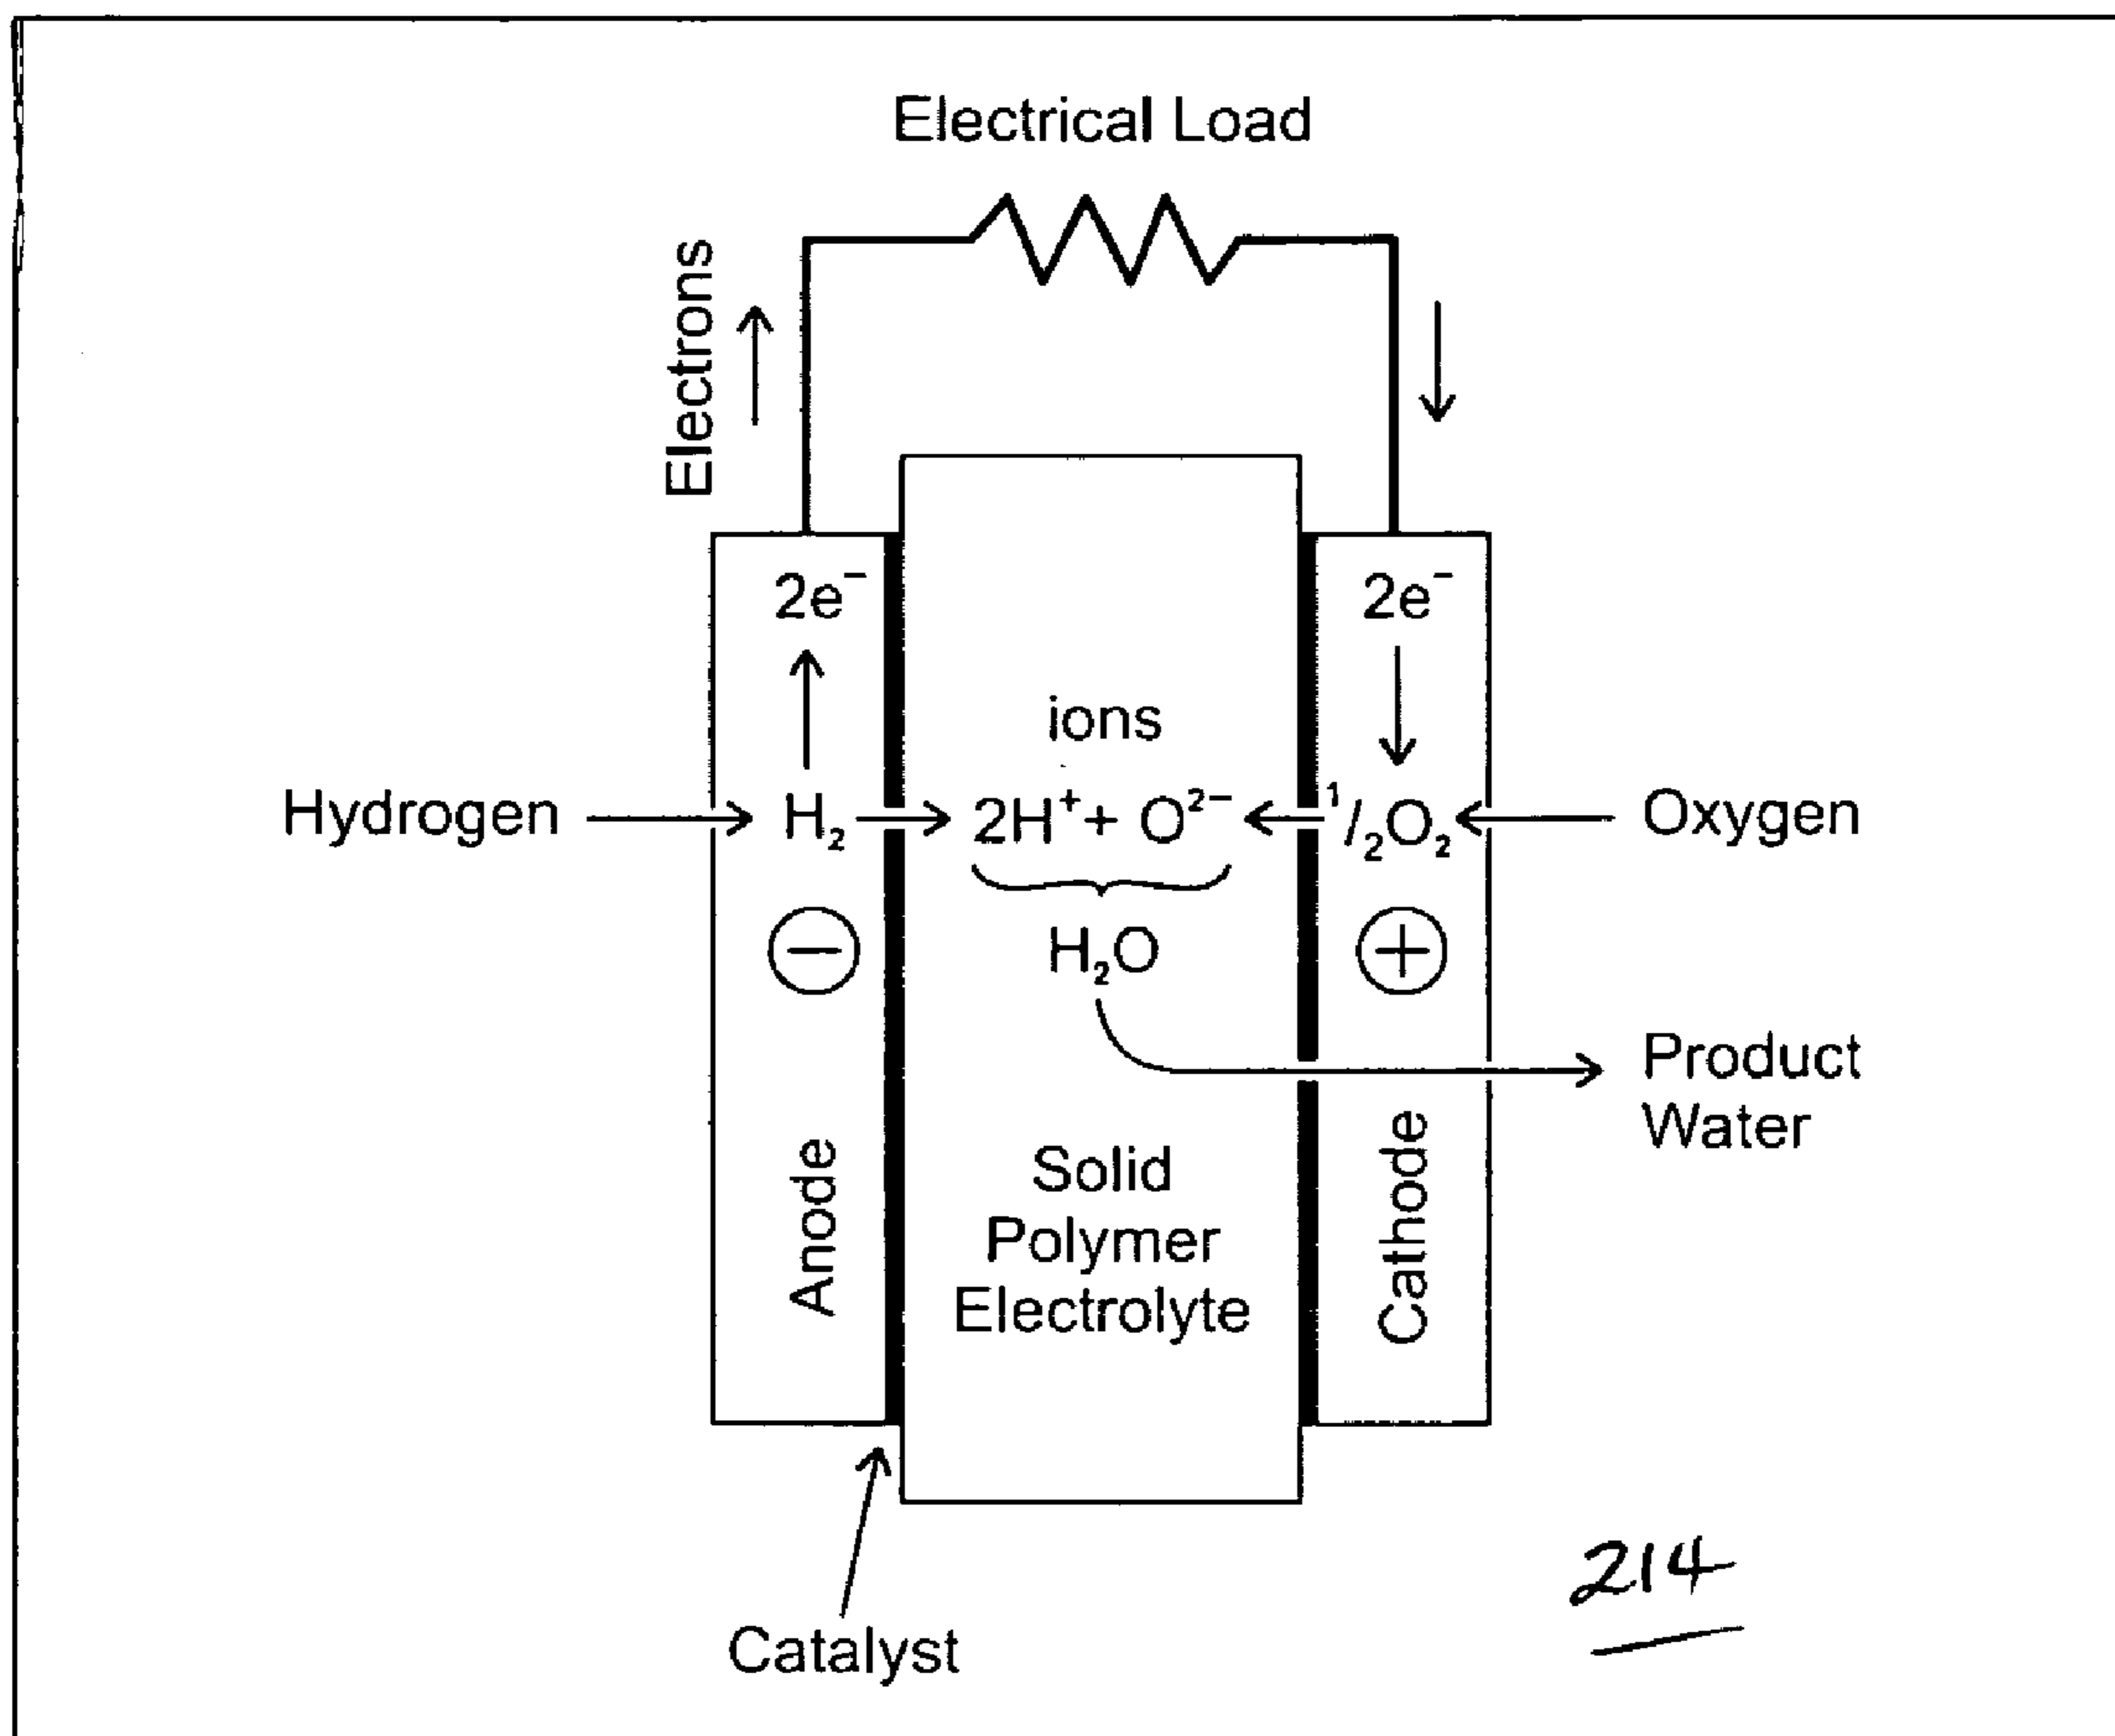 Electrical Load
Electrons
2e⁻
2e⁻
ions
Hydrogen
H₂
2H⁺ + O²⁻
¹/₂O₂
Oxygen
−
H₂O
+
Product
Water
Anode
Solid
Polymer
Electrolyte
Cathode
Catalyst
214